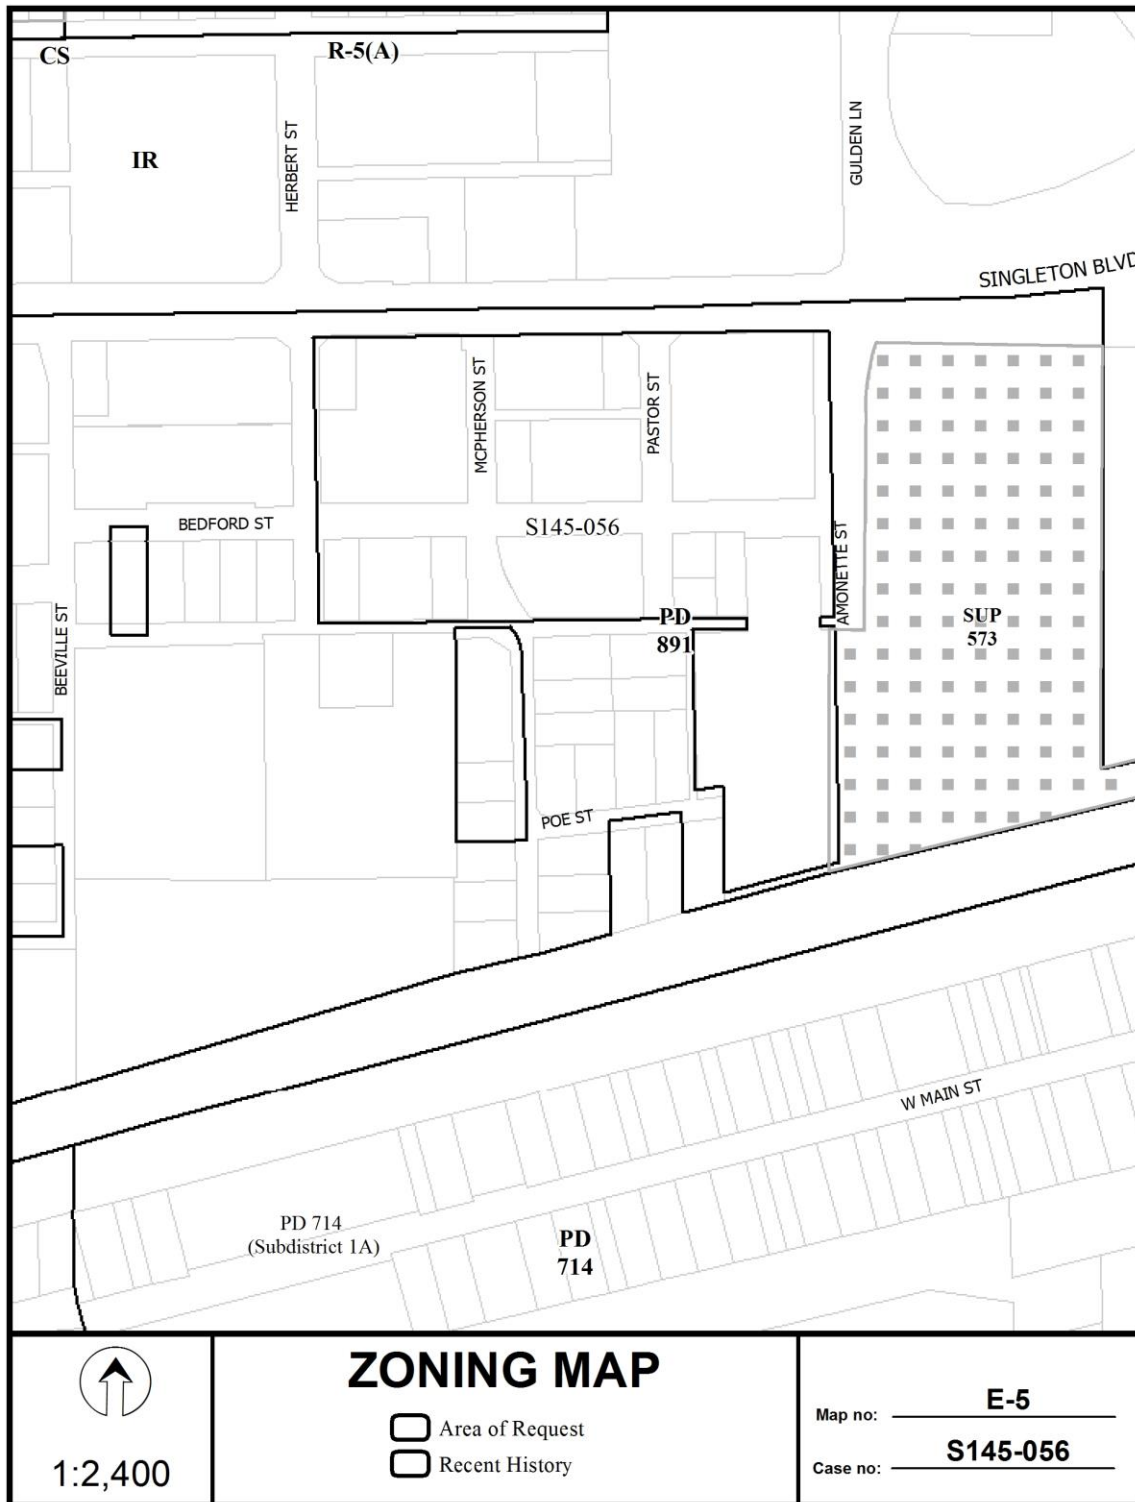 CS
R-5(A)
IR
HERBERT ST
GULDEN LN
SINGLETON BLVD
MCPHERSON ST
PASTOR ST
BEDFORD ST
S145-056
AMONETTE ST
BEEVILLE ST
PD
891
SUP
573
POE ST
W MAIN ST
PD 714
(Subdistrict 1A)
PD
714
1:2,400
ZONING MAP
Area of Request
Recent History
Map no: E-5
Case no: S145-056